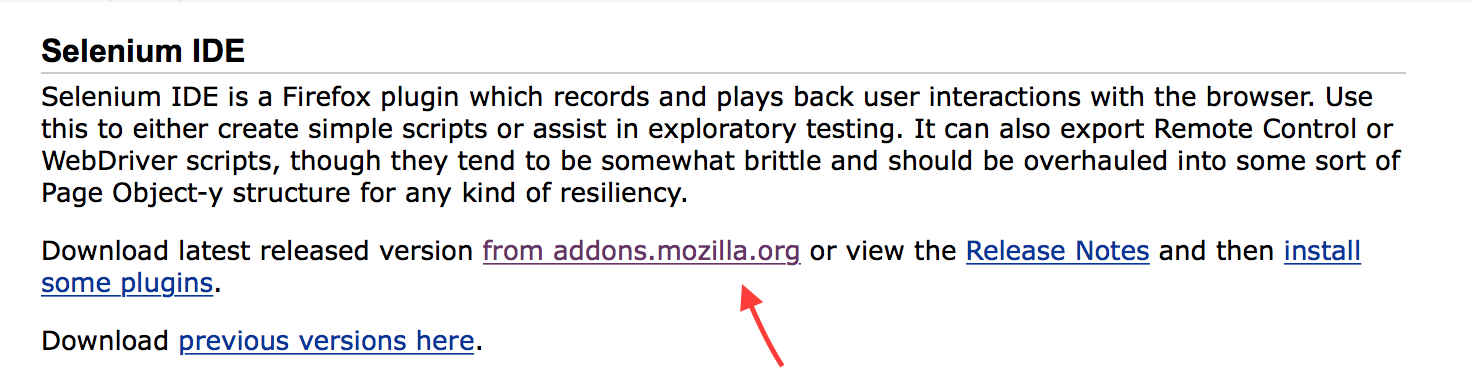 Selenium IDE
Selenium IDE is a Firefox plugin which records and plays back user interactions with the browser. Use
this to either create simple scripts or assist in exploratory testing. It can also export Remote Control or
WebDriver scripts, though they tend to be somewhat brittle and should be overhauled into some sort of
Page Object-y structure for any kind of resiliency.
Download latest released version from addons.mozilla.org or view the Release Notes and then install
some plugins.
Download previous versions here.